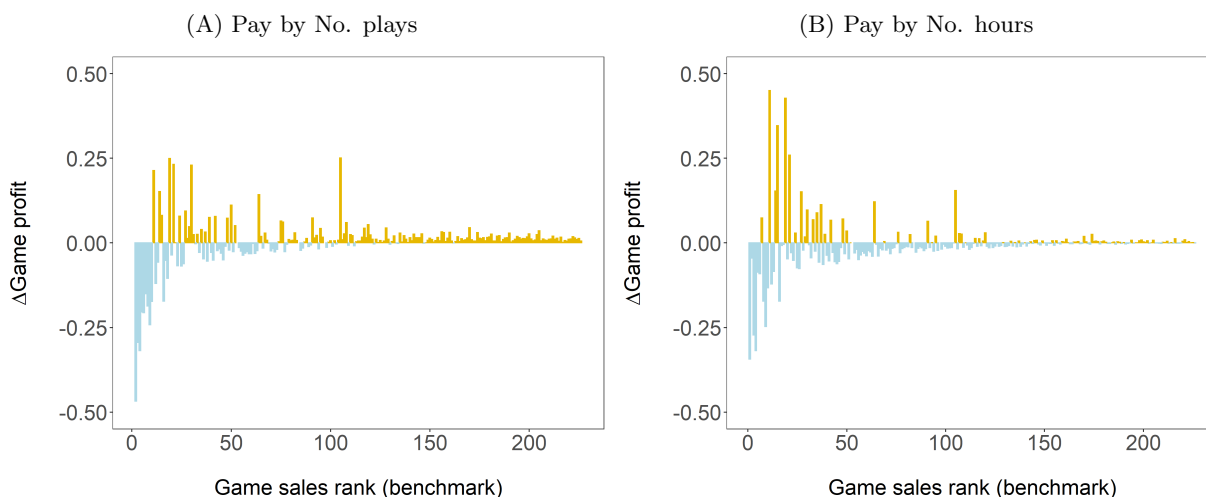 (A) Pay by No. plays
0.50
0.25
0.00
-0.25
-0.50
ΔGame profit
0 50 100 150 200
Game sales rank (benchmark)
(B) Pay by No. hours
0.50
0.25
0.00
-0.25
-0.50
ΔGame profit
0 50 100 150 200
Game sales rank (benchmark)